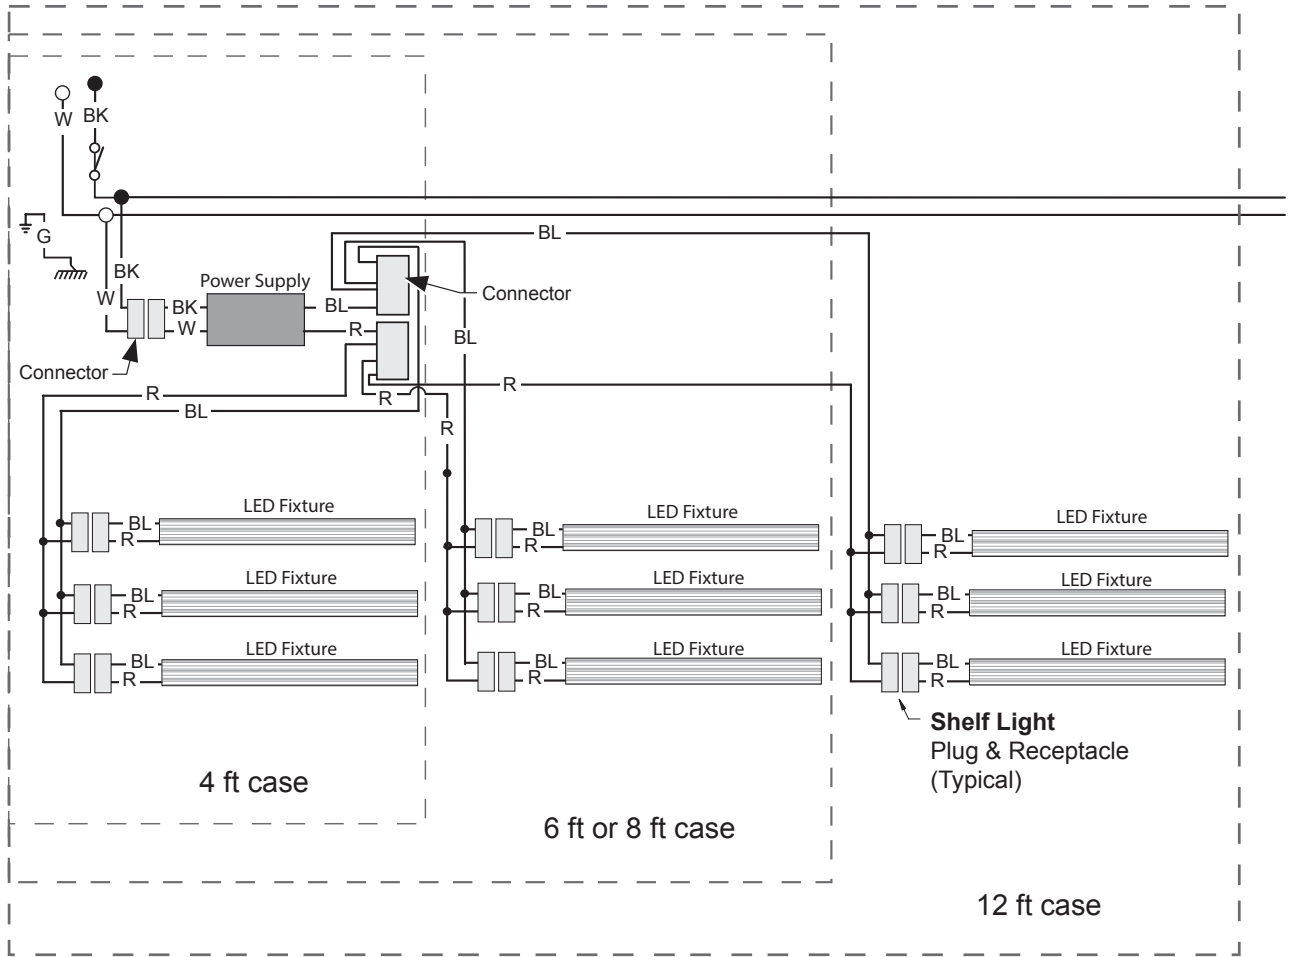 W
BK
G
BK
W
BK
W
Power Supply
BL
R
BL
Connector
BL
Connector
R
BL
R
R
R
LED Fixture
BL
R
LED Fixture
BL
R
LED Fixture
BL
R
LED Fixture
BL
R
LED Fixture
BL
R
LED Fixture
BL
R
LED Fixture
BL
R
LED Fixture
BL
R
LED Fixture
BL
R
Shelf Light
Plug & Receptacle
(Typical)
4 ft case
6 ft or 8 ft case
12 ft case